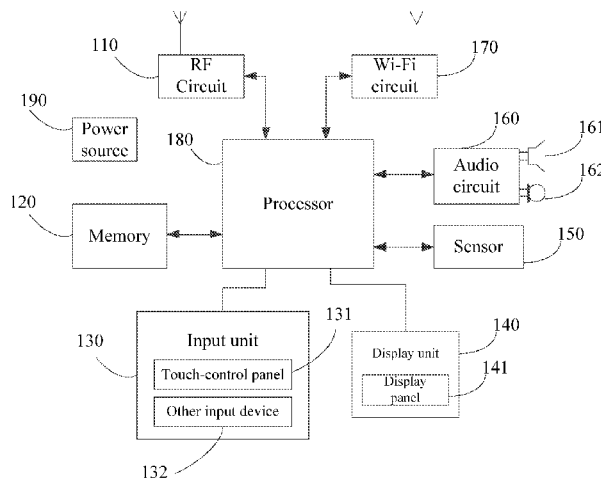 110
RF
Circuit
Wi-Fi
circuit
170
190
Power
source
180
Processor
160
Audio
circuit
161
162
120
Memory
Sensor
150
130
Input unit
131
Touch-control panel
Other input device
132
Display unit
140
Display
panel
141